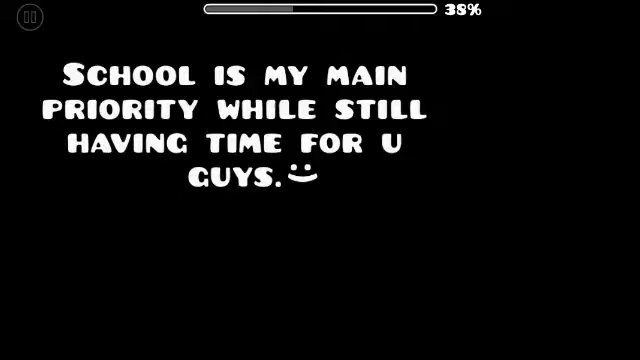 38%
School is my main
priority while still
having time for u
guys.